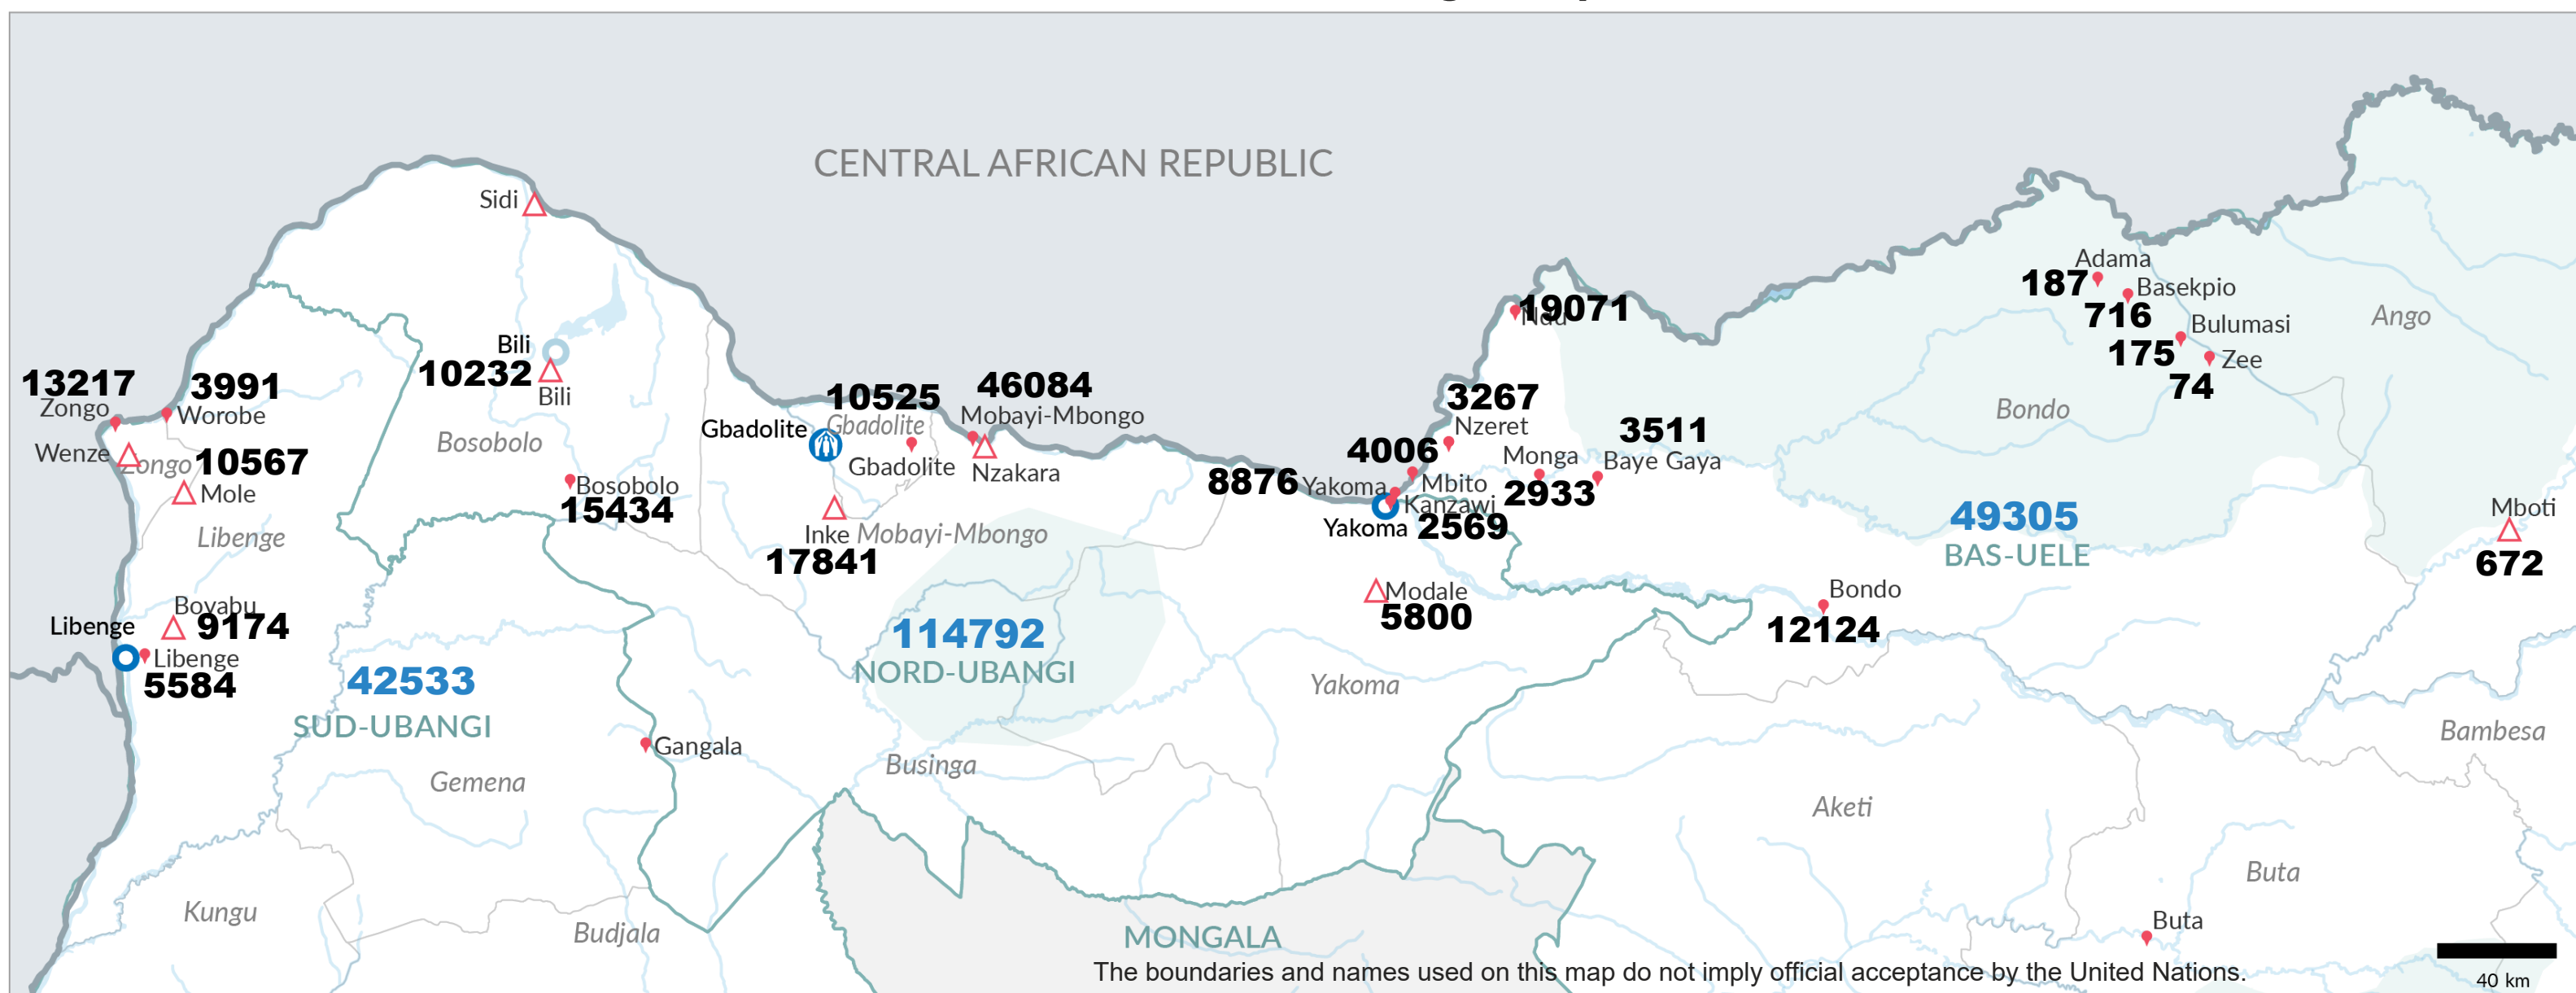 CENTRAL AFRICAN REPUBLIC
Sidi
Adama
187
Basekpio
716
Bulumasi
175
Zee
74
Ango
19071
Ndu
Bili
10232
Bili
13217
Zongo
3991
Worobe
Wenze
Zongo
10567
Mole
Libenge
Bosobolo
Bosobolo
15434
10525
Gbadolite
Gbadolite
Gbadolite
46084
Mobayi-Mbongo
Nzakara
Inke
17841
Mobayi-Mbongo
3267
Nzeret
4006
Mbito
8876
Yakoma
Kanzawi
Yakoma
2569
Monga
2933
3511
Baye Gaya
Bondo
49305
BAS-UELE
Mboti
672
Boyabu
9174
Libenge
Libenge
5584
42533
SUD-UBANGI
114792
NORD-UBANGI
Modale
5800
Bondo
12124
Yakoma
Gangala
Gemena
Businga
Bambesa
Aketi
Buta
Buta
Kungu
Budjala
MONGALA
The boundaries and names used on this map do not imply official acceptance by the United Nations.
40 km